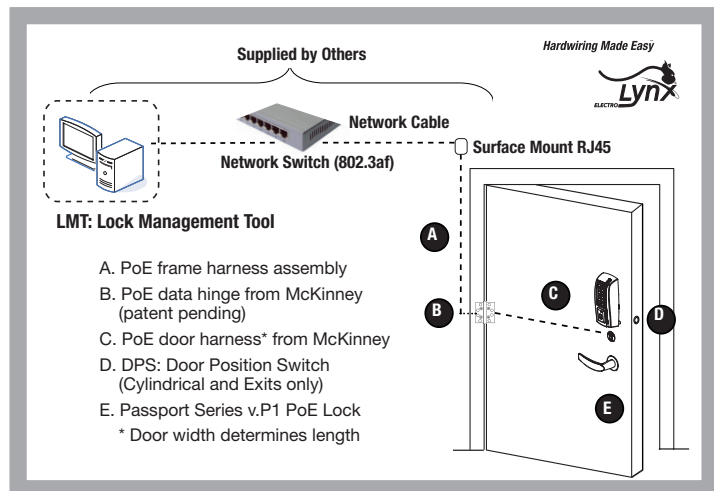 Supplied by Others
Hardwiring Made Easy
ELECTRO Lynx
Network Cable
Network Switch (802.3af)
Surface Mount RJ45
LMT: Lock Management Tool
A
A. PoE frame harness assembly
B. PoE data hinge from McKinney
(patent pending)
C. PoE door harness* from McKinney
D. DPS: Door Position Switch
(Cylindrical and Exits only)
E. Passport Series v.P1 PoE Lock
* Door width determines length
B
C
D
E